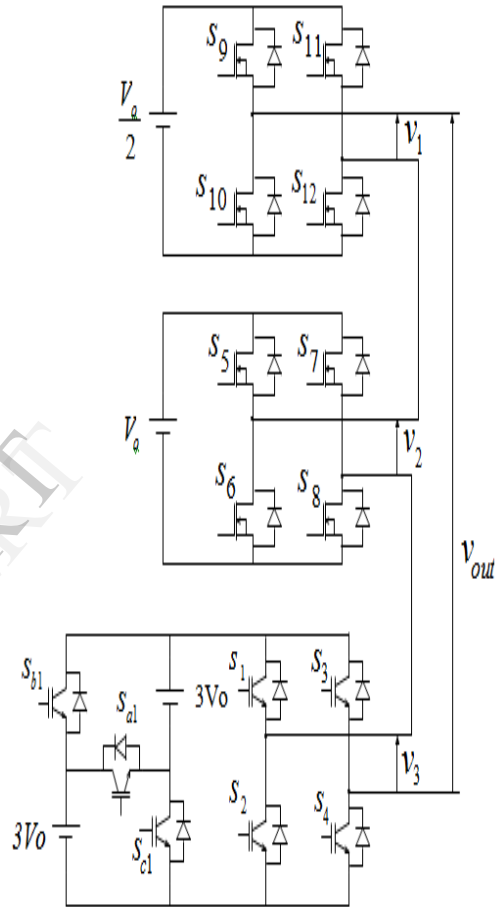 S9 S11
Vo/2
v1
S10 S12
S5 S7
Vo
v2
S6 S8
vout
Sb1 Sa1 3Vo s1 S3
v3
3Vo Sc1 S2 S4